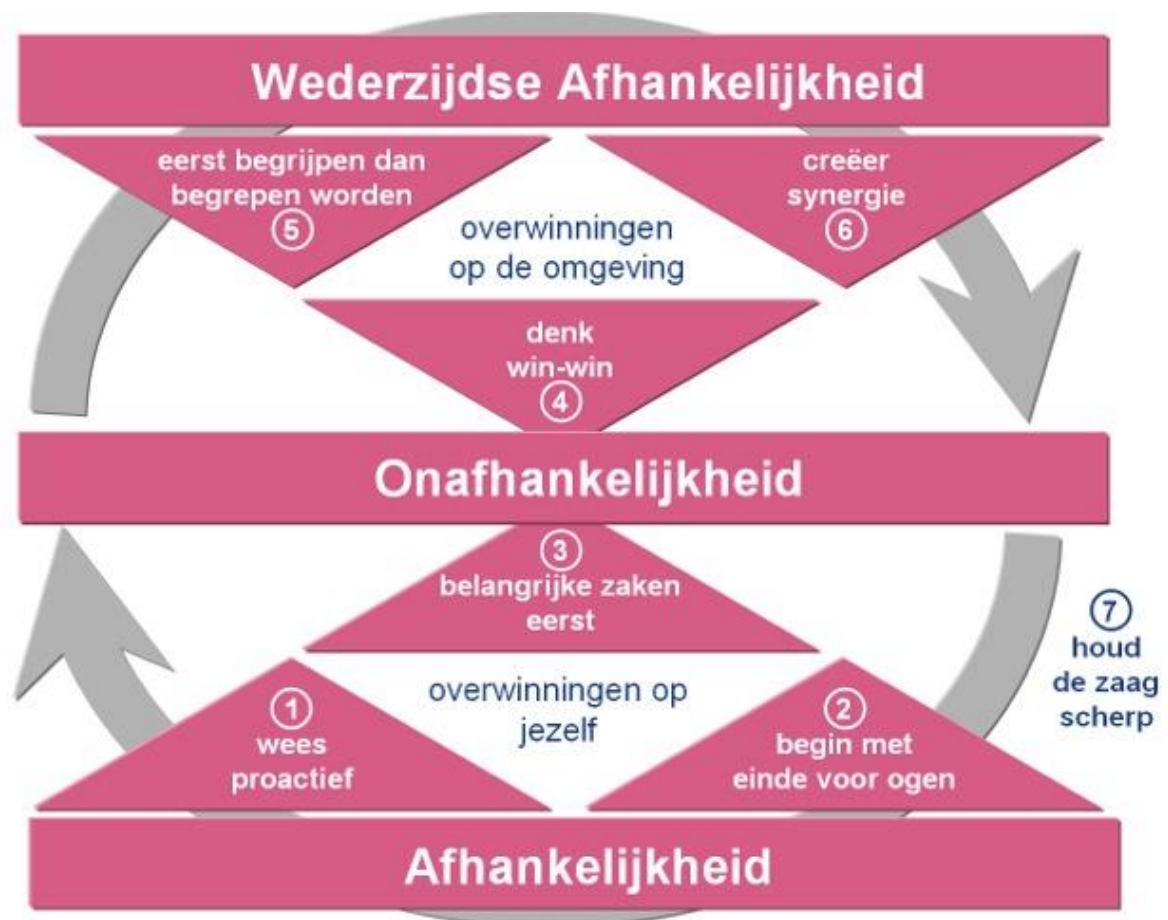 Wederzijdse Afhankelijkheid
eerst begrijpen dan
begrepen worden
5
creëer
synergie
6
overwinningen
op de omgeving
denk
win-win
4
Onafhankelijkheid
3
belangrijke zaken
eerst
7
houd
de zaag
scherp
overwinningen op
jezelf
1
wees
proactief
2
begin met
einde voor ogen
Afhankelijkheid